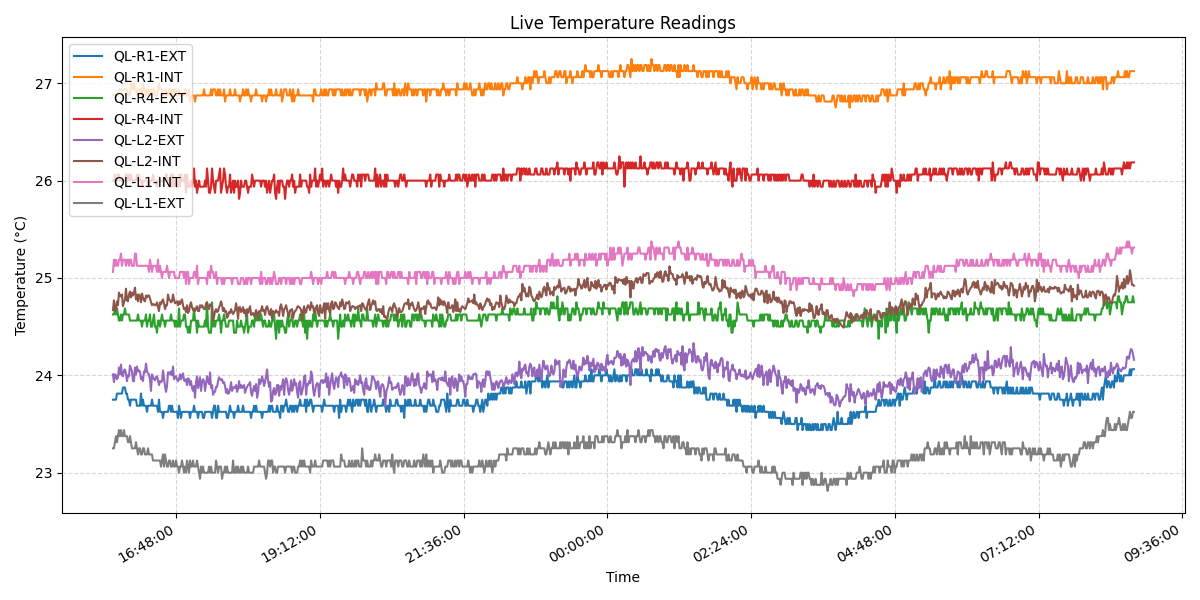 Live Temperature Readings
QL-R1-EXT
QL-R1-INT
QL-R4-EXT
QL-R4-INT
QL-L2-EXT
QL-L2-INT
QL-L1-INT
QL-L1-EXT
27
26
25
24
23
Temperature (°C)
16:48:00
19:12:00
21:36:00
00:00:00
02:24:00
04:48:00
07:12:00
09:36:00
Time